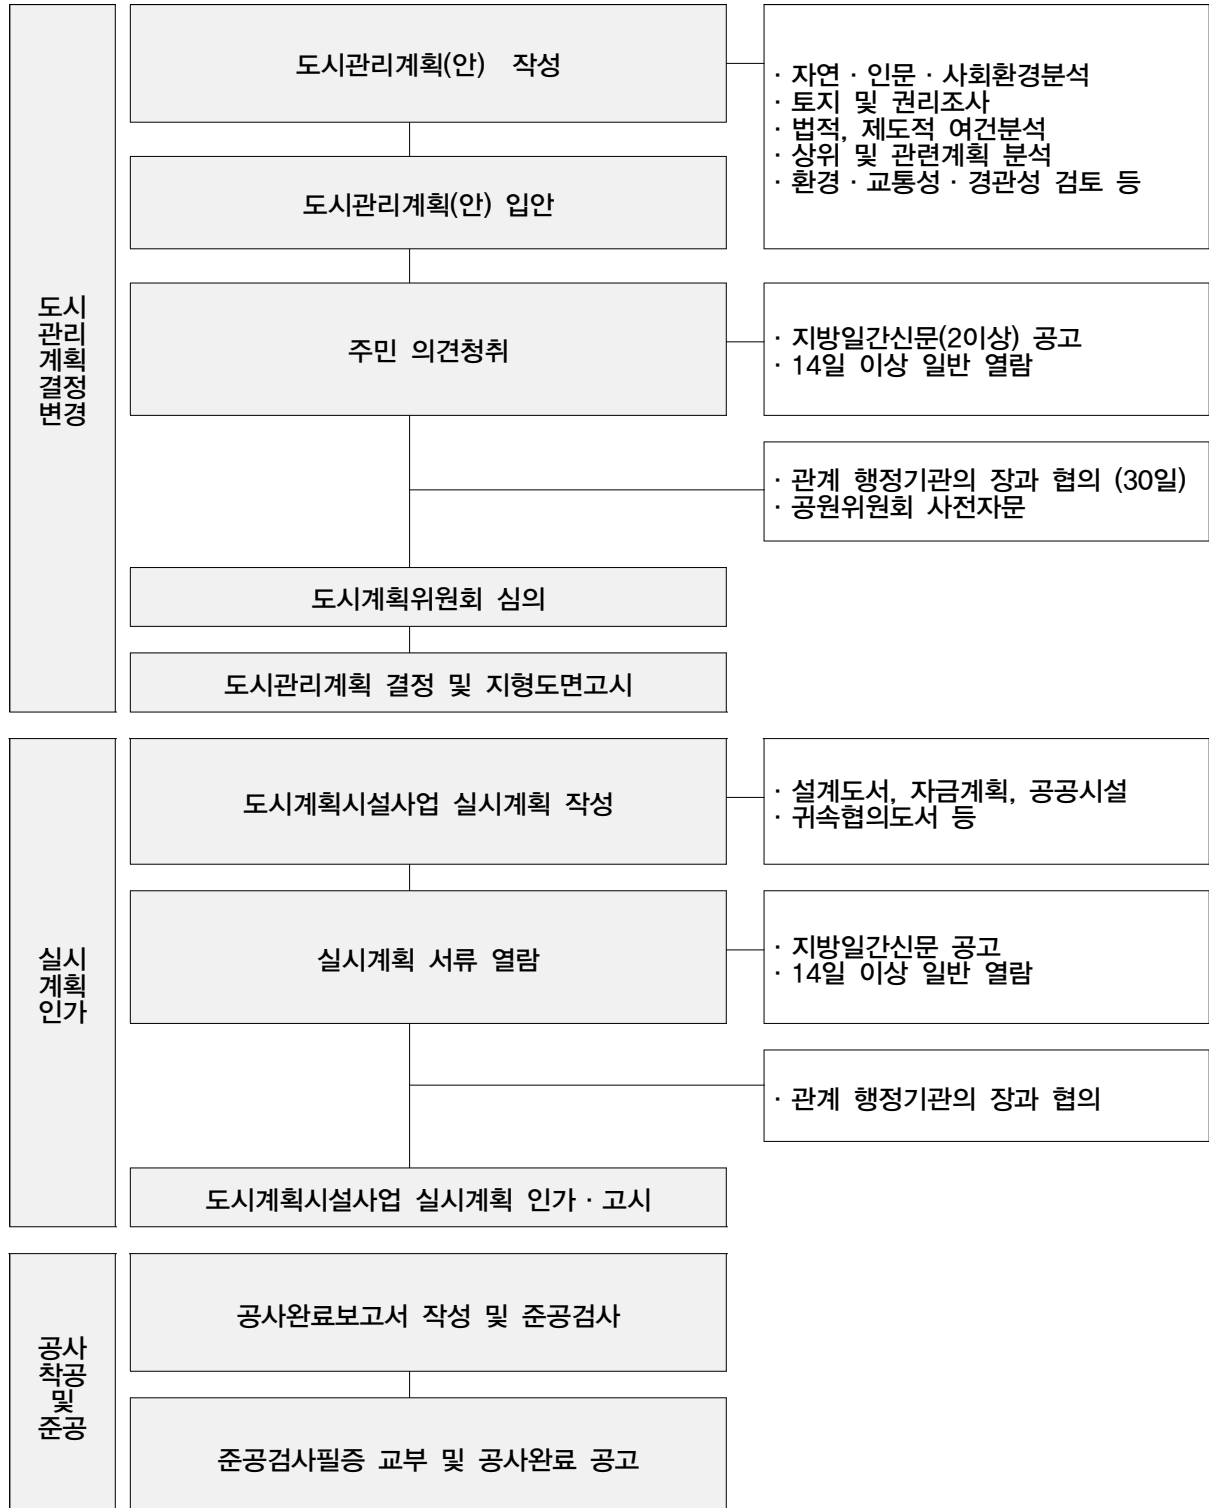 도시
관리
계획
결정
변경
도시관리계획(안) 작성
· 자연 · 인문 · 사회환경분석
· 토지 및 권리조사
· 법적, 제도적 여건분석
· 상위 및 관련계획 분석
· 환경 · 교통성 · 경관성 검토 등
도시관리계획(안) 입안
주민 의견청취
· 지방일간신문(2이상) 공고
· 14일 이상 일반 열람
· 관계 행정기관의 장과 협의 (30일)
· 공원위원회 사전자문
도시계획위원회 심의
도시관리계획 결정 및 지형도면고시
실시
계획
인가
도시계획시설사업 실시계획 작성
· 설계도서, 자금계획, 공공시설
· 귀속협의도서 등
실시계획 서류 열람
· 지방일간신문 공고
· 14일 이상 일반 열람
· 관계 행정기관의 장과 협의
도시계획시설사업 실시계획 인가 · 고시
공사
착공
및
준공
공사완료보고서 작성 및 준공검사
준공검사필증 교부 및 공사완료 공고